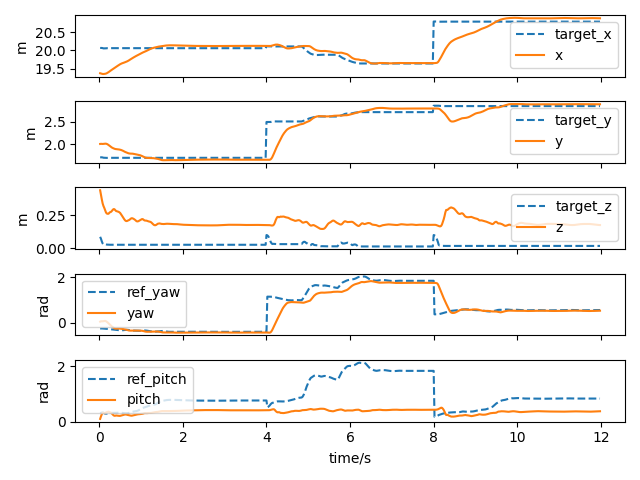 20.5
20.0
19.5
m
target_x
x
2.5
2.0
m
target_y
y
0.25
0.00
m
target_z
z
2
0
rad
ref_yaw
yaw
2
0
rad
ref_pitch
pitch
0 2 4 6 8 10 12
time/s